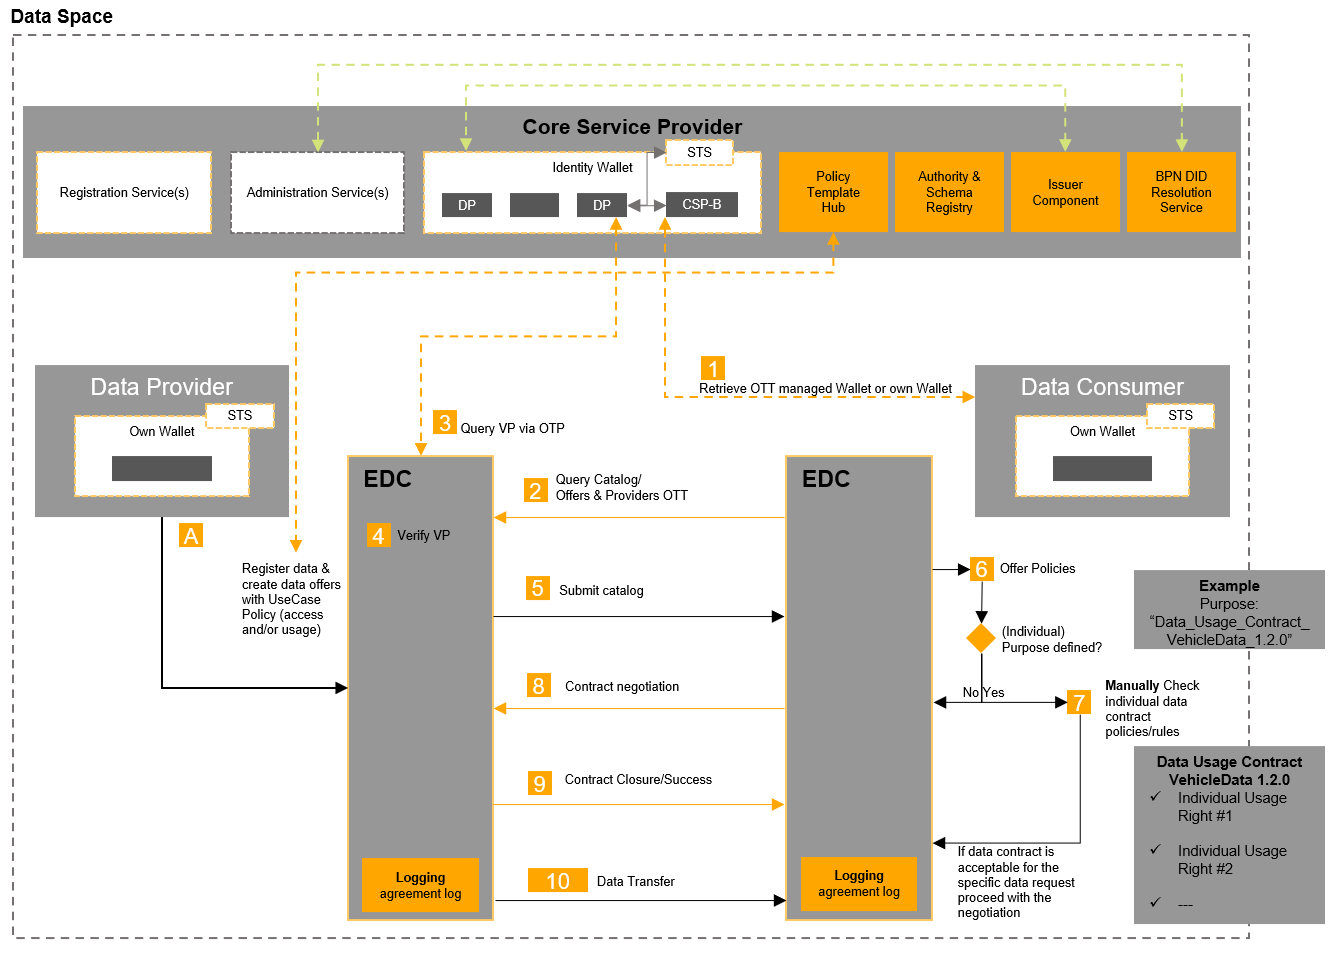 Data Space
Core Service Provider
Registration Service(s)
Administration Service(s)
Identity Wallet
STS
DP
DP
CSP-B
Policy
Template
Hub
Authority &
Schema
Registry
Issuer
Component
BPN DID
Resolution
Service
1
Retrieve OTT managed Wallet or own Wallet
Data Provider
STS
Own Wallet
Data Consumer
STS
Own Wallet
3
Query VP via OTP
EDC
EDC
2
Query Catalog/
Offers & Providers OTT
A
4
Verify VP
Register data &
create data offers
with UseCase
Policy (access
and/or usage)
5
Submit catalog
6
Offer Policies
(Individual)
Purpose defined?
Example
Purpose:
“Data_Usage_Contract_
VehicleData_1.2.0”
8
Contract negotiation
No
Yes
7
Manually Check
individual data
contract
policies/rules
9
Contract Closure/Success
Data Usage Contract
VehicleData 1.2.0
✓ Individual Usage
Right #1
✓ Individual Usage
Right #2
✓ ---
If data contract is
acceptable for the
specific data request
proceed with the
negotiation
Logging
agreement log
10
Data Transfer
Logging
agreement log